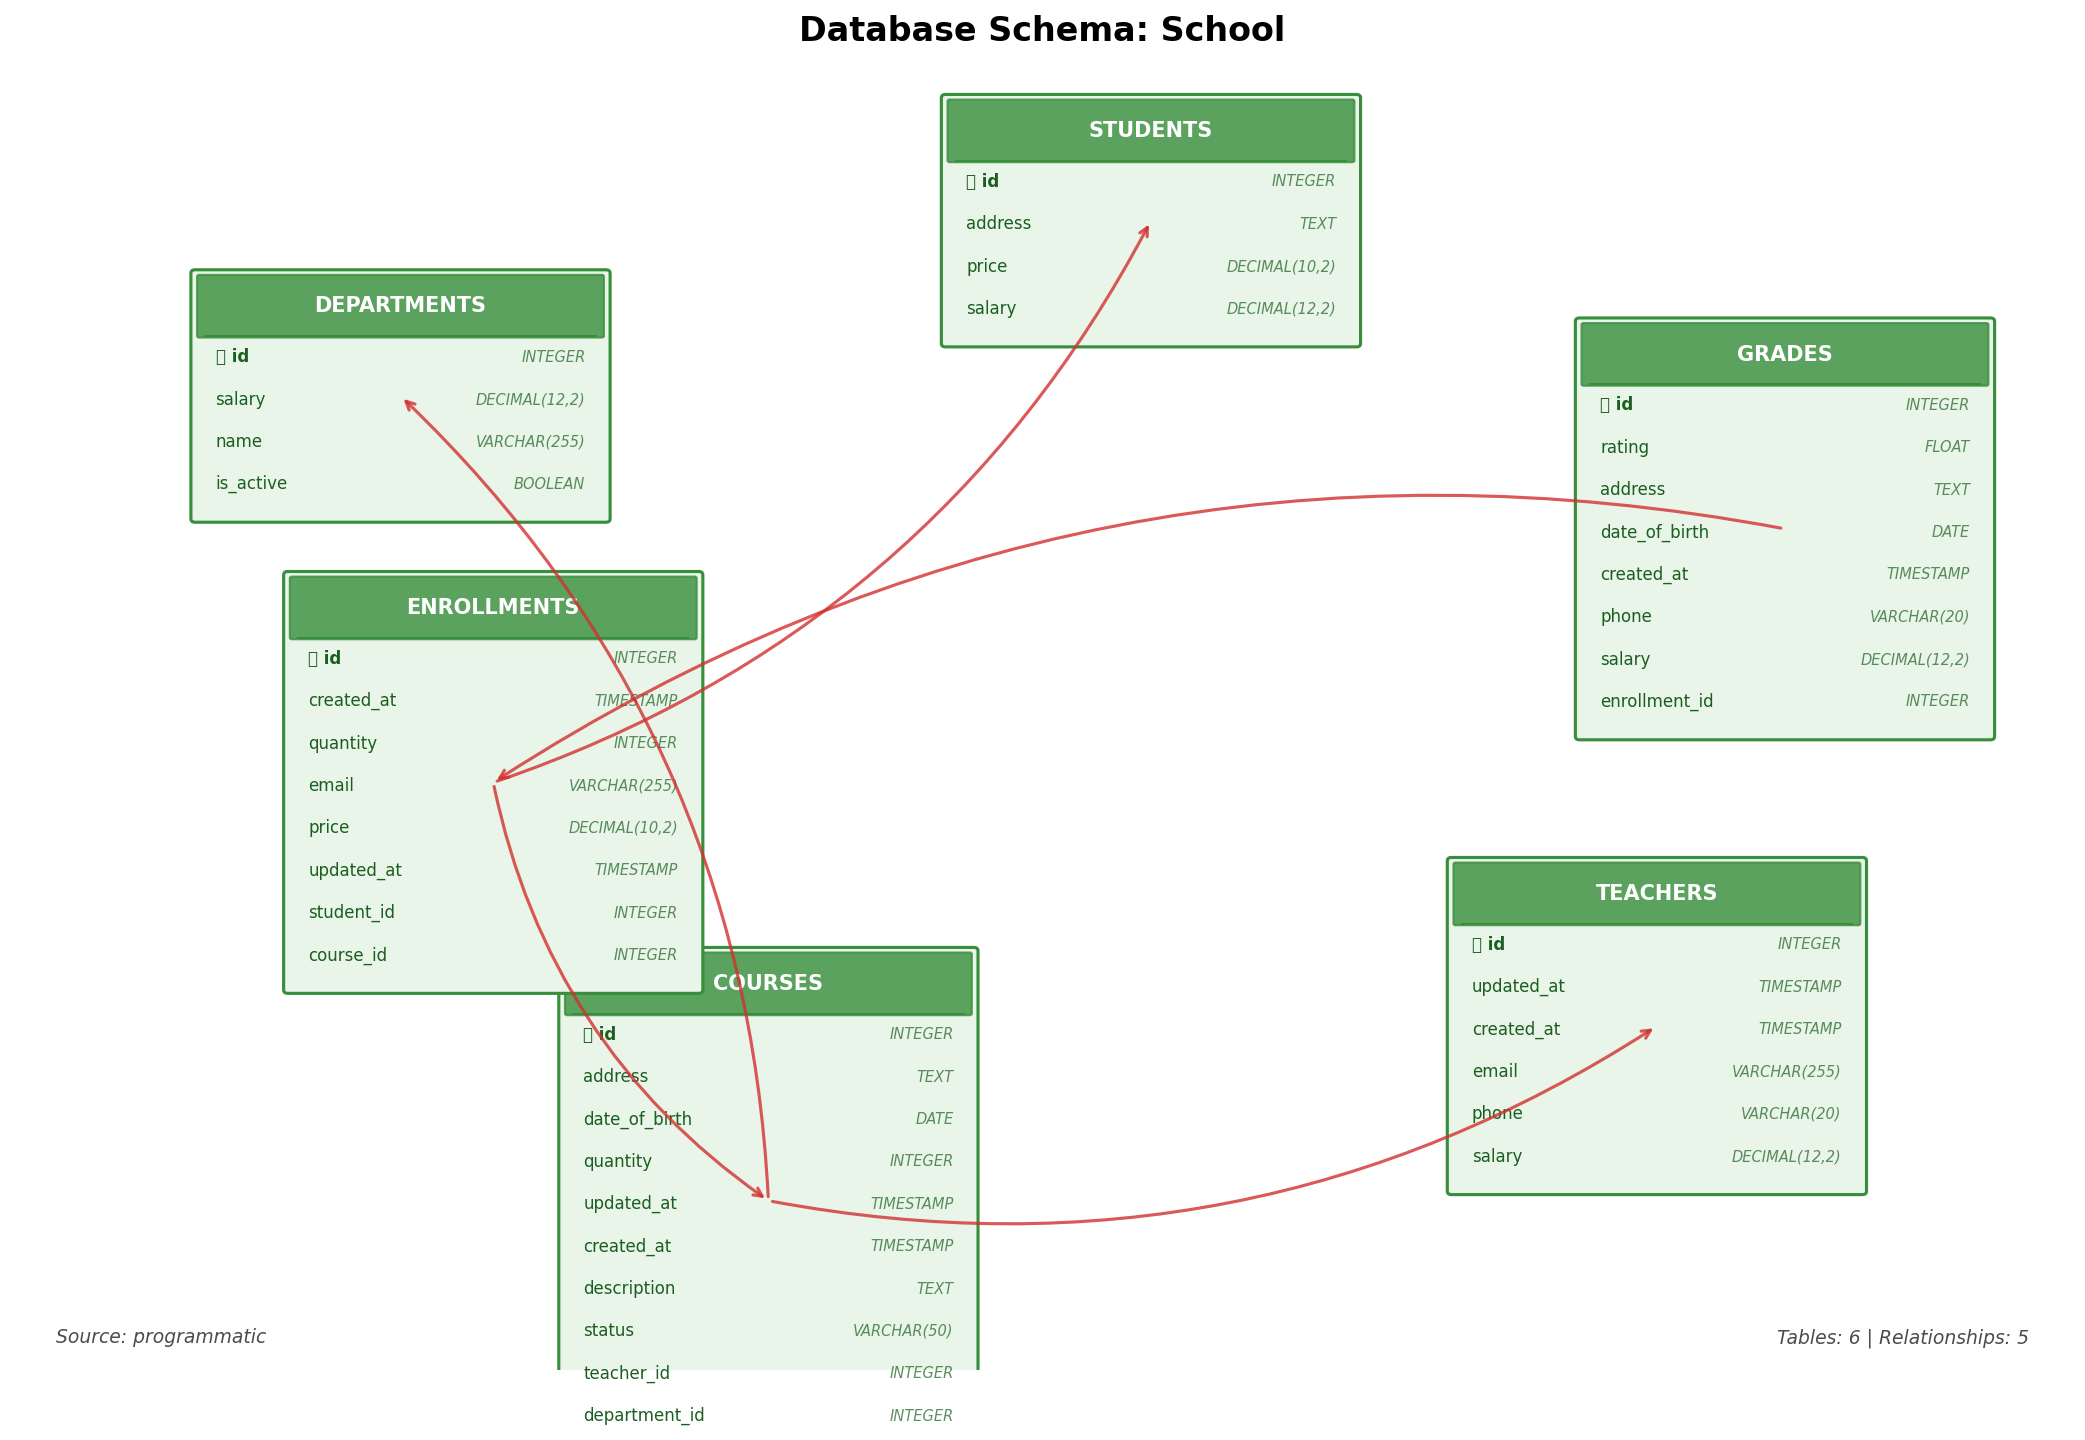 Database Schema: School
STUDENTS
id INTEGER
address TEXT
price DECIMAL(10,2)
salary DECIMAL(12,2)
DEPARTMENTS
id INTEGER
salary DECIMAL(12,2)
name VARCHAR(255)
is_active BOOLEAN
GRADES
id INTEGER
rating FLOAT
address TEXT
date_of_birth DATE
created_at TIMESTAMP
phone VARCHAR(20)
salary DECIMAL(12,2)
enrollment_id INTEGER
ENROLLMENTS
id INTEGER
created_at TIMESTAMP
quantity INTEGER
email VARCHAR(255)
price DECIMAL(10,2)
updated_at TIMESTAMP
student_id INTEGER
course_id INTEGER
TEACHERS
id INTEGER
updated_at TIMESTAMP
created_at TIMESTAMP
email VARCHAR(255)
phone VARCHAR(20)
salary DECIMAL(12,2)
COURSES
id INTEGER
address TEXT
date_of_birth DATE
quantity INTEGER
updated_at TIMESTAMP
created_at TIMESTAMP
description TEXT
status VARCHAR(50)
teacher_id INTEGER
department_id INTEGER
Source: programmatic
Tables: 6 | Relationships: 5